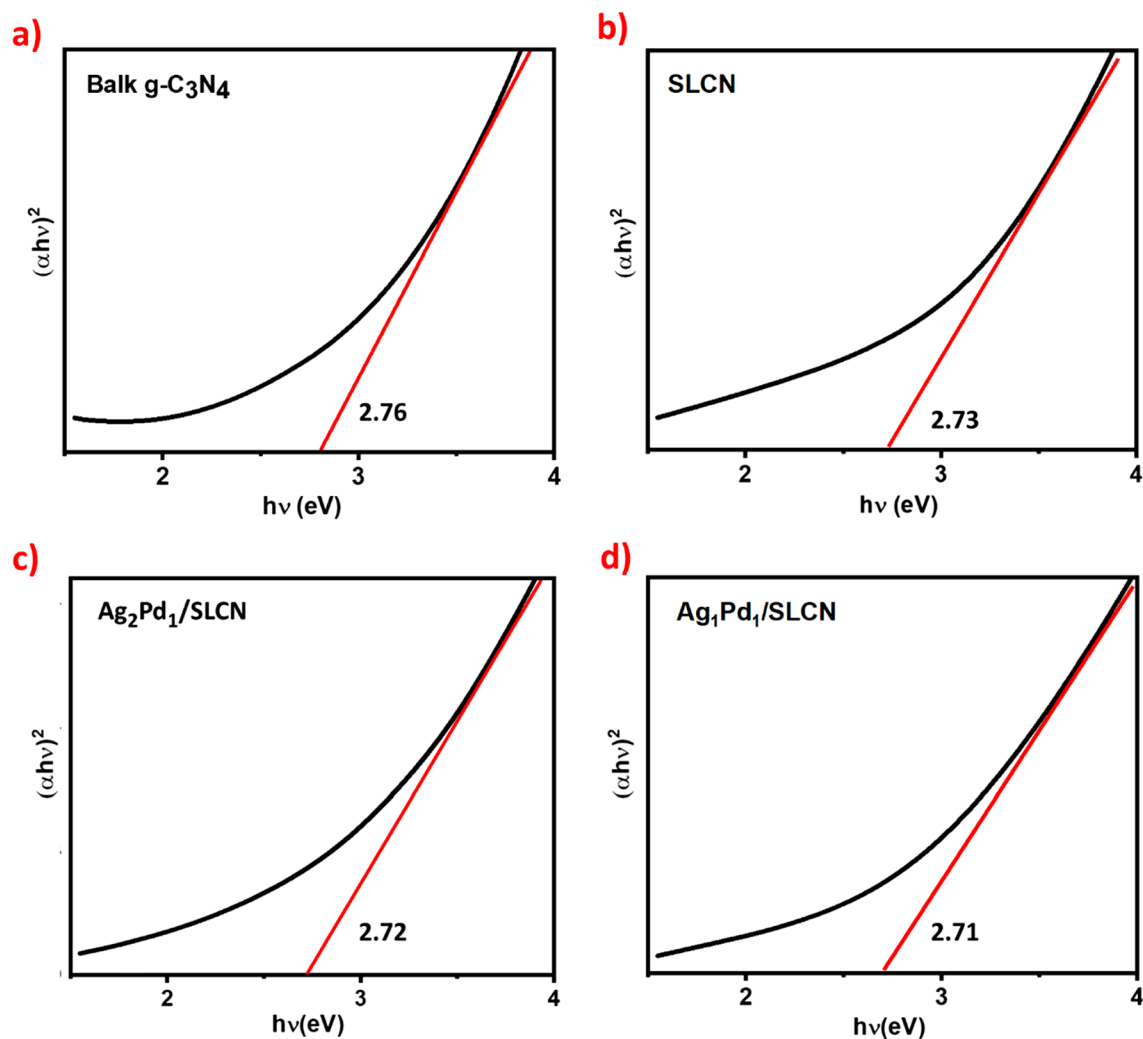 a)
Balk g-C₃N₄
(αhν)²
2.76
2 3 4
hν (eV)
b)
SLCN
(αhν)²
2.73
2 3 4
hν (eV)
c)
Ag₂Pd₁/SLCN
(αhν)²
2.72
2 3 4
hν(eV)
d)
Ag₁Pd₁/SLCN
(αhν)²
2.71
2 3 4
hν(eV)